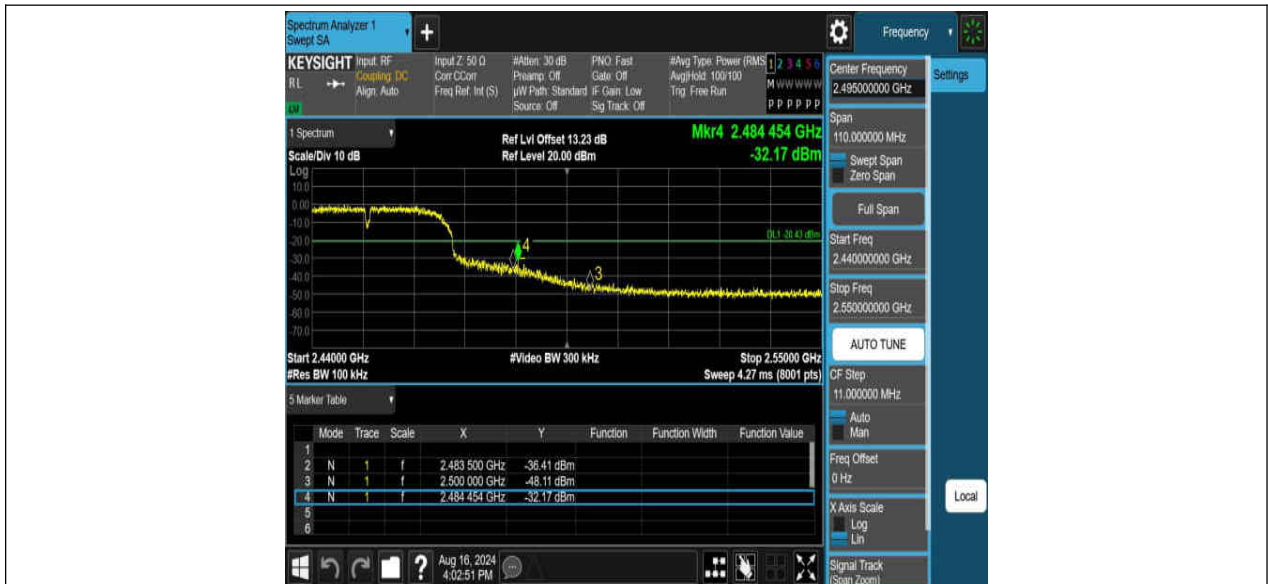 Spectrum Analyzer 1
Swept SA
+
Frequency
KEYSIGHT
RL
Input: RF
Coupling: DC
Align: Auto
Input Z: 50 Ω
Corr CCorr
Freq Ref: Int (S)
#Atten: 30 dB
Preamp: Off
µW Path: Standard
Source: Off
PNO: Fast
Gate: Off
IF Gain: Low
Sig Track: Off
#Avg Type: Power (RMS
Avg|Hold: 100/100
Trig: Free Run
1 2 3 4 5 6
M W W W W W
P P P P P P
1 Spectrum
Scale/Div 10 dB
Ref Lvl Offset 13.23 dB
Ref Level 20.00 dBm
Mkr4 2.484 454 GHz
-32.17 dBm
Log
10.0
0.00
-10.0
-20.0
-30.0
-40.0
-50.0
-60.0
-70.0
DL1 -20.43 dBm
4
3
Start 2.44000 GHz
#Res BW 100 kHz
#Video BW 300 kHz
Stop 2.55000 GHz
Sweep 4.27 ms (8001 pts)
5 Marker Table
Mode Trace Scale X Y Function Function Width Function Value
1
2 N 1 f 2.483 500 GHz -36.41 dBm
3 N 1 f 2.500 000 GHz -48.11 dBm
4 N 1 f 2.484 454 GHz -32.17 dBm
5
6
Aug 16, 2024
4:02:51 PM
Center Frequency
2.495000000 GHz
Settings
Span
110.000000 MHz
Swept Span
Zero Span
Full Span
Start Freq
2.440000000 GHz
Stop Freq
2.550000000 GHz
AUTO TUNE
CF Step
11.000000 MHz
Auto
Man
Freq Offset
0 Hz
X Axis Scale
Log
Lin
Signal Track
(Span Zoom)
Local